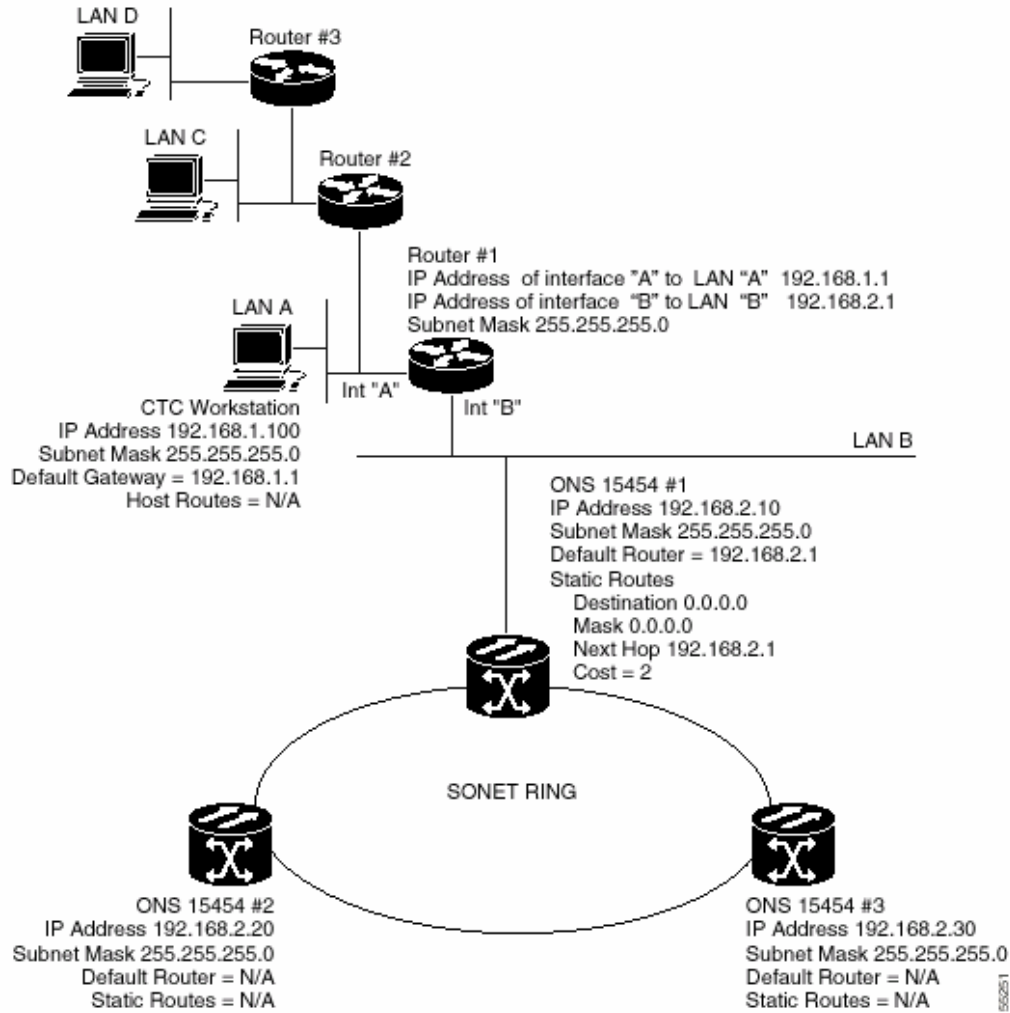 LAN D
Router #3
LAN C
Router #2
Router #1
IP Address of interface "A" to LAN "A" 192.168.1.1
IP Address of interface "B" to LAN "B" 192.168.2.1
Subnet Mask 255.255.255.0
LAN A
Int "A"
Int "B"
CTC Workstation
IP Address 192.168.1.100
Subnet Mask 255.255.255.0
Default Gateway = 192.168.1.1
Host Routes = N/A
LAN B
ONS 15454 #1
IP Address 192.168.2.10
Subnet Mask 255.255.255.0
Default Router = 192.168.2.1
Static Routes
Destination 0.0.0.0
Mask 0.0.0.0
Next Hop 192.168.2.1
Cost = 2
SONET RING
ONS 15454 #2
IP Address 192.168.2.20
Subnet Mask 255.255.255.0
Default Router = N/A
Static Routes = N/A
ONS 15454 #3
IP Address 192.168.2.30
Subnet Mask 255.255.255.0
Default Router = N/A
Static Routes = N/A
55251